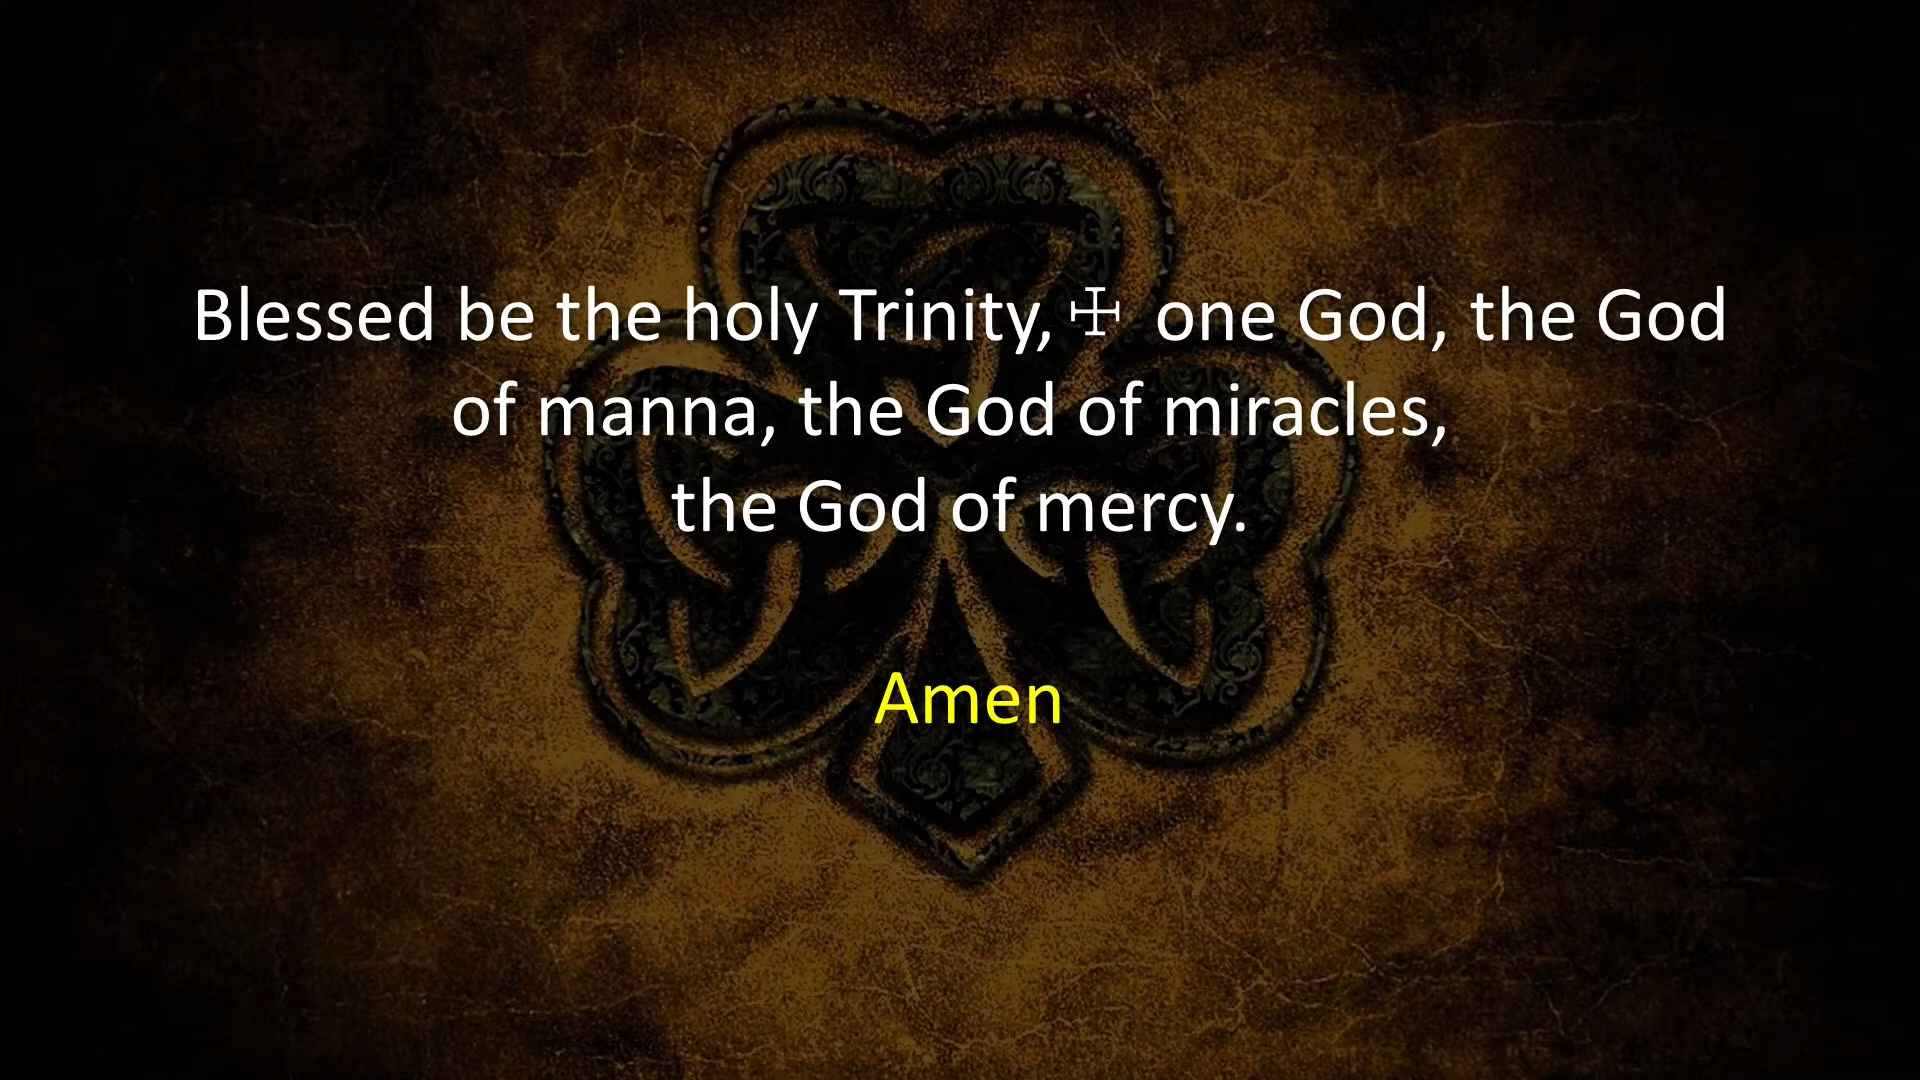 Blessed be the holy Trinity, ☩ one God, the God
of manna, the God of miracles,
the God of mercy.
Amen